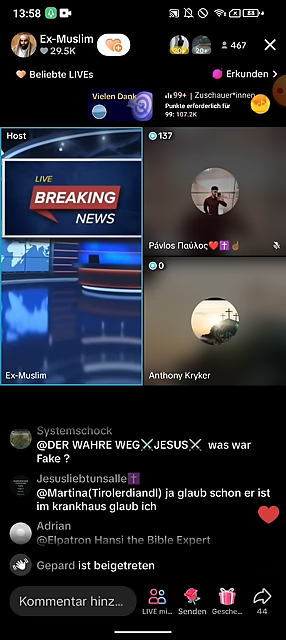 13:58
Ex-Muslim
29.5K
467
Beliebte LIVEs
Erkunden
Vielen Dank
99+ | Zuschauer*innen
Punkte erforderlich für
99: 107.2K
Host
137
LIVE
BREAKING
NEWS
Pávlos Παύλος❤️✝️☝🏾
0
Ex-Muslim
Anthony Kryker
Systemschock
@DER WAHRE WEG⚔️JESUS⚔️ was war
Fake ?
Jesusliebtunsalle✝️
@Martina(Tirolerdiandl) ja glaub schon er ist
im krankhaus glaub ich
Adrian
@Elpatron Hansi the Bible Expert
Gepard ist beigetreten
Kommentar hinz...
LIVE mi...
Senden
Gesche...
44